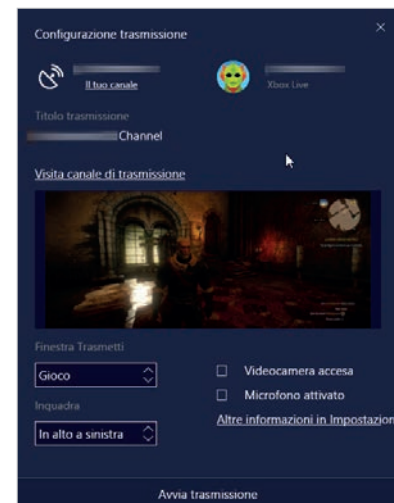 Configurazione trasmissione
Il tuo canale
Xbox Live
Titolo trasmissione
Channel
Visita canale di trasmissione
Finestra Trasmetti
Gioco
Videocamera accesa
Microfono attivato
Inquadra
Altre informazioni in Impostazion
In alto a sinistra
Avvia trasmissione